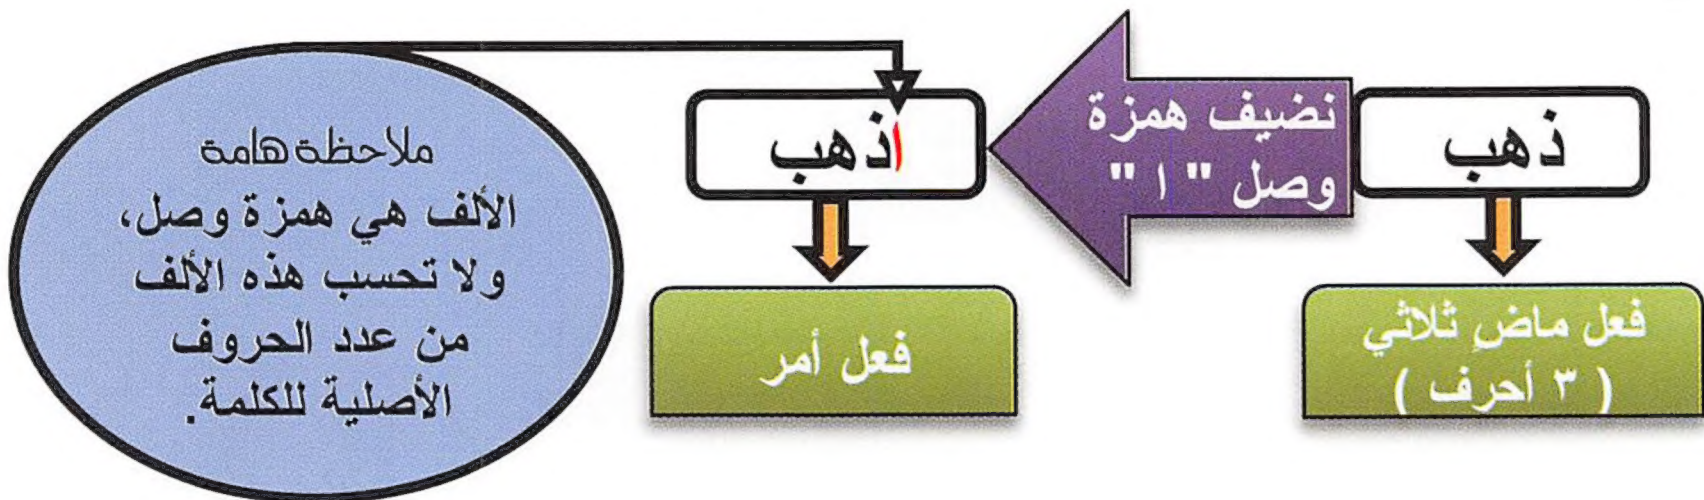 ذهب
نضيف همزة
وصل " ا "
اذهب
فعل ماضٍ ثلاثي
( ٣ أحرف )
فعل أمر
ملاحظة هامة
الألف هي همزة وصل،
ولا تحسب هذه الألف
من عدد الحروف
الأصلية للكلمة.